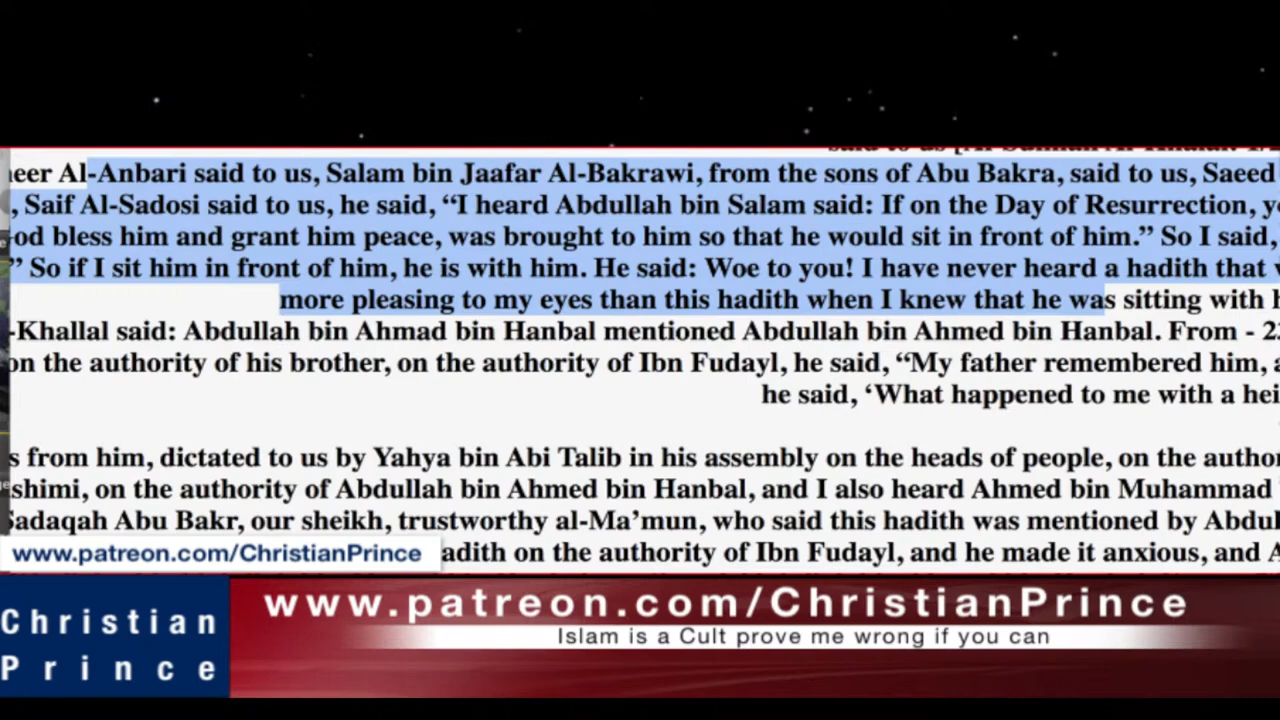 said to us
eer Al-Anbari said to us, Salam bin Jaafar Al-Bakrawi, from the sons of Abu Bakra, said to us, Saeed
, Saif Al-Sadosi said to us, he said, “I heard Abdullah bin Salam said: If on the Day of Resurrection, yo
od bless him and grant him peace, was brought to him so that he would sit in front of him.” So I said,
” So if I sit him in front of him, he is with him. He said: Woe to you! I have never heard a hadith that
more pleasing to my eyes than this hadith when I knew that he was sitting with
-Khallal said: Abdullah bin Ahmad bin Hanbal mentioned Abdullah bin Ahmed bin Hanbal. From - 2
on the authority of his brother, on the authority of Ibn Fudayl, he said, “My father remembered him, a
he said, ‘What happened to me with a hei
s from him, dictated to us by Yahya bin Abi Talib in his assembly on the heads of people, on the author
shimi, on the authority of Abdullah bin Ahmed bin Hanbal, and I also heard Ahmed bin Muhammad
Sadaqah Abu Bakr, our sheikh, trustworthy al-Ma’mun, who said this hadith was mentioned by Abdul
www.patreon.com/ChristianPrince adith on the authority of Ibn Fudayl, and he made it anxious, and A
www.patreon.com/ChristianPrince
Islam is a Cult prove me wrong if you can
Christian
Prince